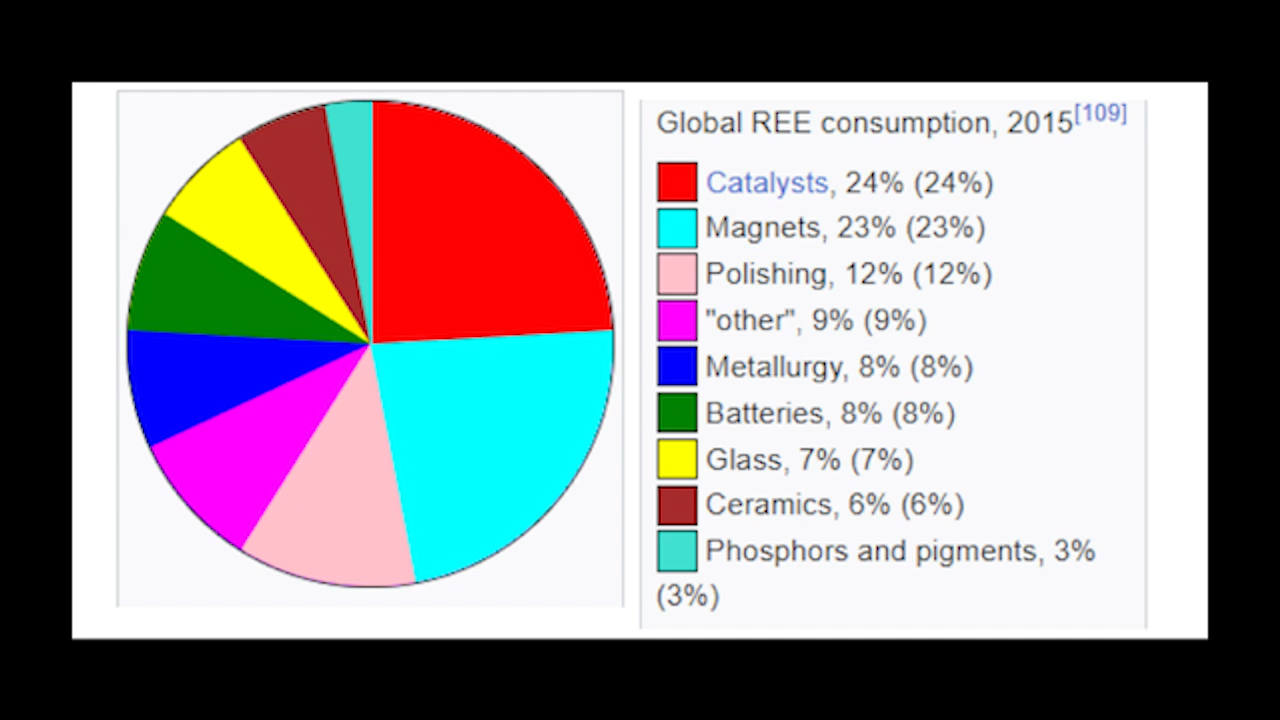 Global REE consumption, 2015[109]
Catalysts, 24% (24%)
Magnets, 23% (23%)
Polishing, 12% (12%)
"other", 9% (9%)
Metallurgy, 8% (8%)
Batteries, 8% (8%)
Glass, 7% (7%)
Ceramics, 6% (6%)
Phosphors and pigments, 3%
(3%)